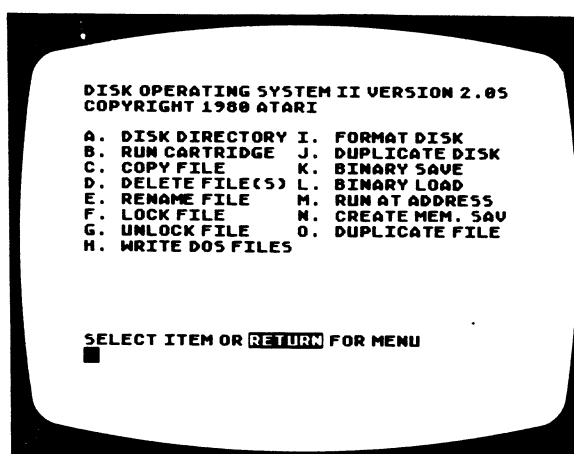 DISK OPERATING SYSTEM II VERSION 2.0S
COPYRIGHT 1980 ATARI
A. DISK DIRECTORY I. FORMAT DISK
B. RUN CARTRIDGE J. DUPLICATE DISK
C. COPY FILE K. BINARY SAVE
D. DELETE FILE(S) L. BINARY LOAD
E. RENAME FILE M. RUN AT ADDRESS
F. LOCK FILE N. CREATE MEM. SAV
G. UNLOCK FILE O. DUPLICATE FILE
H. WRITE DOS FILES
SELECT ITEM OR RETURN FOR MENU